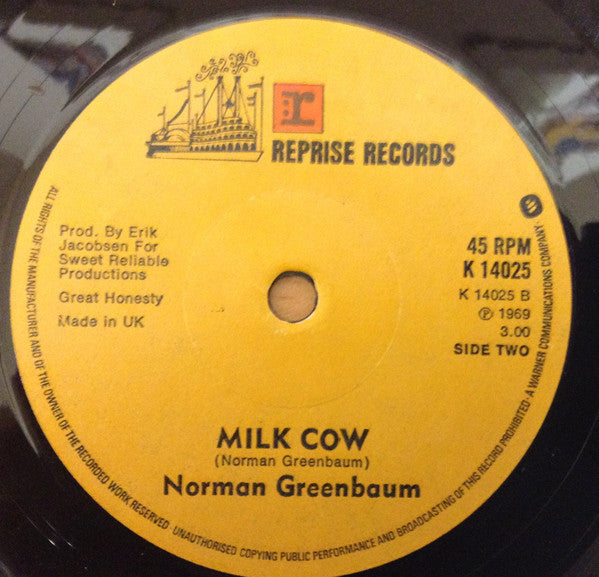 r
REPRISE RECORDS
Prod. By Erik
Jacobsen For
Sweet Reliable
Productions
Great Honesty
Made in UK
45 RPM
K 14025
K 14025 B
℗ 1969
3.00
SIDE TWO
MILK COW
(Norman Greenbaum)
Norman Greenbaum
ALL RIGHTS OF THE MANUFACTURER AND OF THE OWNER OF THE RECORDED WORK RESERVED · UNAUTHORISED COPYING PUBLIC PERFORMANCE AND BROADCASTING OF THIS RECORD PROHIBITED · A WARNER COMMUNICATIONS COMPANY ·